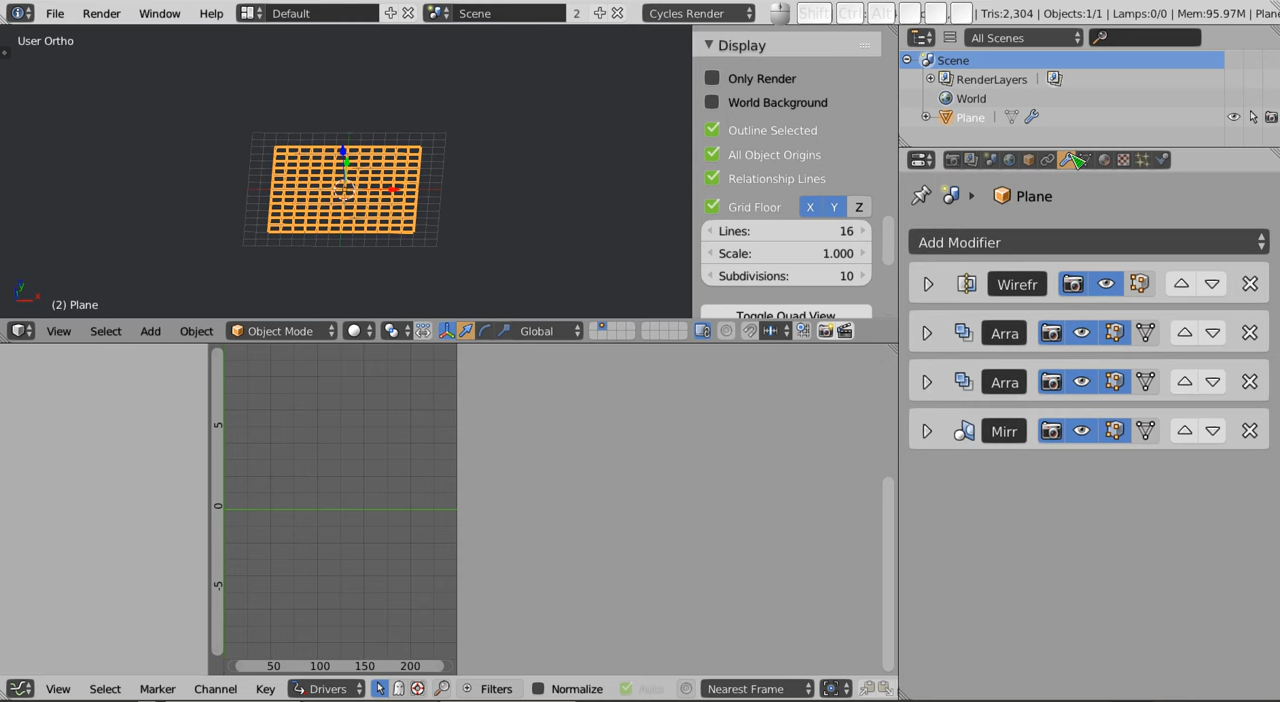 File Render Window Help Default Scene 2 Cycles Render Shift Ctrl Alt | Tris:2,304 | Objects:1/1 | Lamps:0/0 | Mem:95.97M | Plane
User Ortho
Display
Only Render
World Background
Outline Selected
All Object Origins
Relationship Lines
Grid Floor X Y Z
Lines: 16
Scale: 1.000
Subdivisions: 10
Toggle Quad View
y
x
(2) Plane
View Select Add Object Object Mode Global
All Scenes
Scene
RenderLayers |
World
Plane |
Plane
Add Modifier
Wirefr
Arra
Arra
Mirr
5
0
-5
50 100 150 200
View Select Marker Channel Key Drivers Filters Normalize Auto Nearest Frame